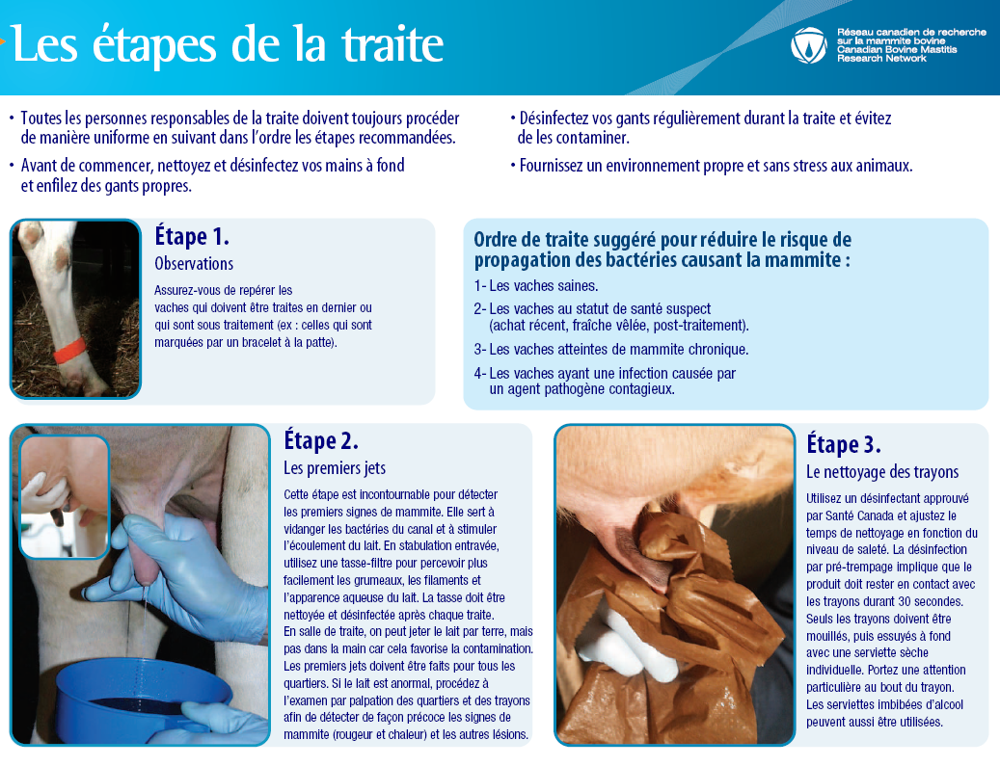 Les étapes de la traite
Réseau canadien de recherche
sur la mammite bovine
Canadian Bovine Mastitis
Research Network
• Toutes les personnes responsables de la traite doivent toujours procéder
de manière uniforme en suivant dans l'ordre les étapes recommandées.
• Avant de commencer, nettoyez et désinfectez vos mains à fond
et enfilez des gants propres.
• Désinfectez vos gants régulièrement durant la traite et évitez
de les contaminer.
• Fournissez un environnement propre et sans stress aux animaux.
Étape 1.
Observations
Assurez-vous de repérer les
vaches qui doivent être traites en dernier ou
qui sont sous traitement (ex : celles qui sont
marquées par un bracelet à la patte).
Ordre de traite suggéré pour réduire le risque de
propagation des bactéries causant la mammite :
1- Les vaches saines.
2- Les vaches au statut de santé suspect
(achat récent, fraîche vêlée, post-traitement).
3- Les vaches atteintes de mammite chronique.
4- Les vaches ayant une infection causée par
un agent pathogène contagieux.
Étape 2.
Les premiers jets
Cette étape est incontournable pour détecter
les premiers signes de mammite. Elle sert à
vidanger les bactéries du canal et à stimuler
l'écoulement du lait. En stabulation entravée,
utilisez une tasse-filtre pour percevoir plus
facilement les grumeaux, les filaments et
l'apparence aqueuse du lait. La tasse doit être
nettoyée et désinfectée après chaque traite.
En salle de traite, on peut jeter le lait par terre, mais
pas dans la main car cela favorise la contamination.
Les premiers jets doivent être faits pour tous les
quartiers. Si le lait est anormal, procédez à
l'examen par palpation des quartiers et des trayons
afin de détecter de façon précoce les signes de
mammite (rougeur et chaleur) et les autres lésions.
Étape 3.
Le nettoyage des trayons
Utilisez un désinfectant approuvé
par Santé Canada et ajustez le
temps de nettoyage en fonction du
niveau de saleté. La désinfection
par pré-trempage implique que le
produit doit rester en contact avec
les trayons durant 30 secondes.
Seuls les trayons doivent être
mouillés, puis essuyés à fond
avec une serviette sèche
individuelle. Portez une attention
particulière au bout du trayon.
Les serviettes imbibées d'alcool
peuvent aussi être utilisées.